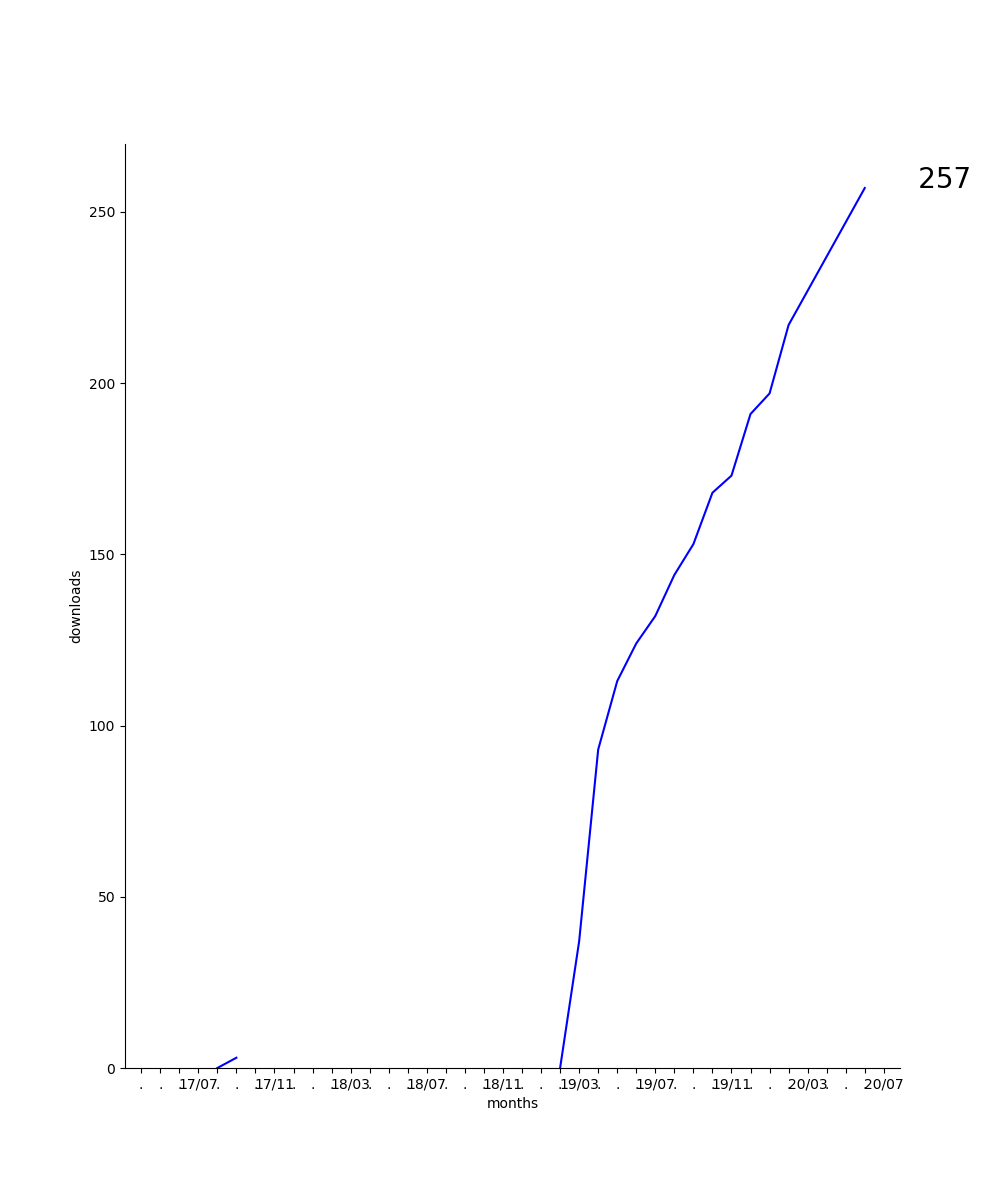 257
250
200
150
100
50
0
downloads
. . . 17/07 . . . 17/11 . . . 18/03 . . . 18/07 . . . 18/11 . . . 19/03 . . . 19/07 . . . 19/11 . . 20/03 . 20/07
months